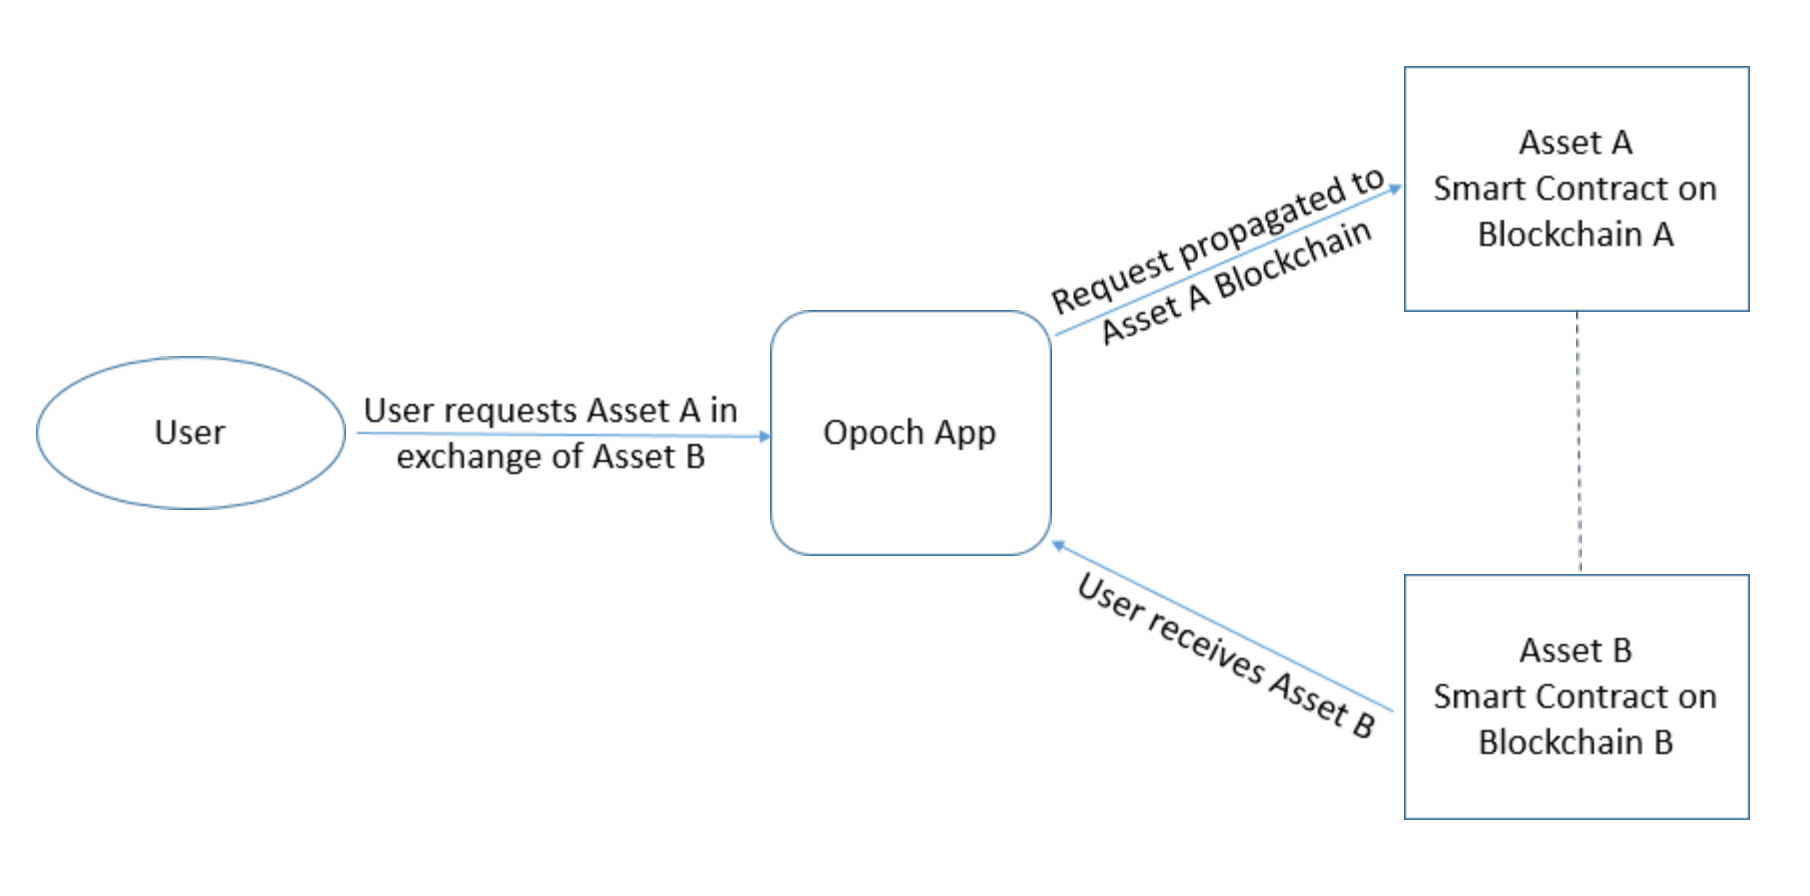 User
User requests Asset A in
exchange of Asset B
Opoch App
Request propagated to
Asset A Blockchain
Asset A
Smart Contract on
Blockchain A
User receives Asset B
Asset B
Smart Contract on
Blockchain B